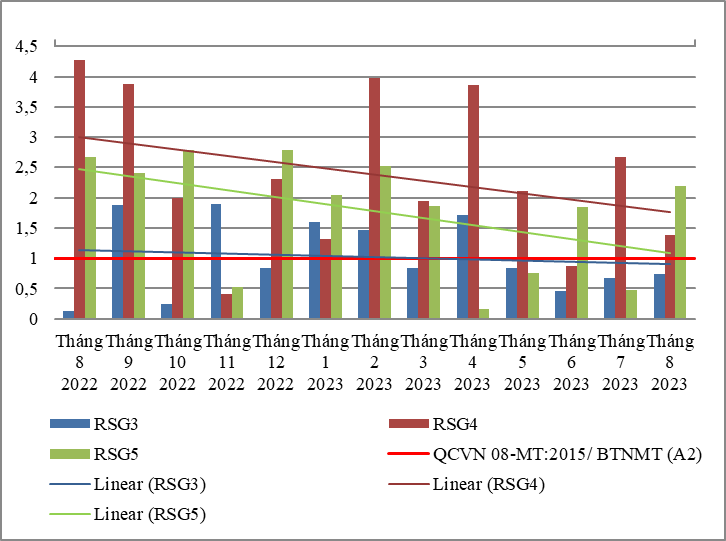 4,5
4
3,5
3
2,5
2
1,5
1
0,5
0
Tháng Tháng Tháng Tháng Tháng Tháng Tháng Tháng Tháng Tháng Tháng Tháng Tháng
8 9 10 11 12 1 2 3 4 5 6 7 8
2022 2022 2022 2022 2022 2023 2023 2023 2023 2023 2023 2023 2023
RSG3 RSG4
RSG5 QCVN 08-MT:2015/ BTNMT (A2)
Linear (RSG3) Linear (RSG4)
Linear (RSG5)